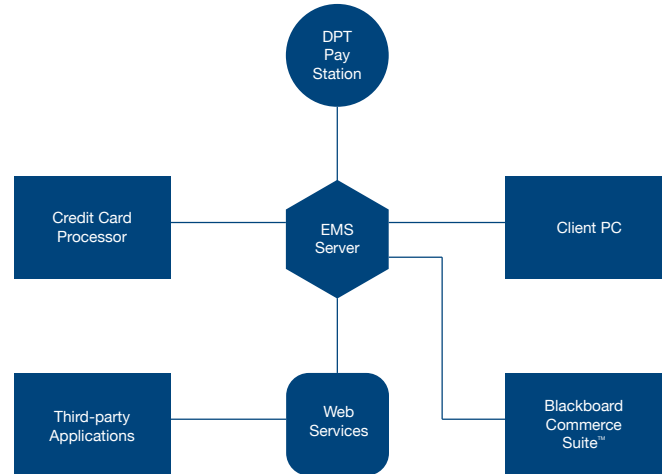 DPT
Pay
Station
Credit Card
Processor
EMS
Server
Client PC
Third-party
Applications
Web
Services
Blackboard
Commerce
Suite™